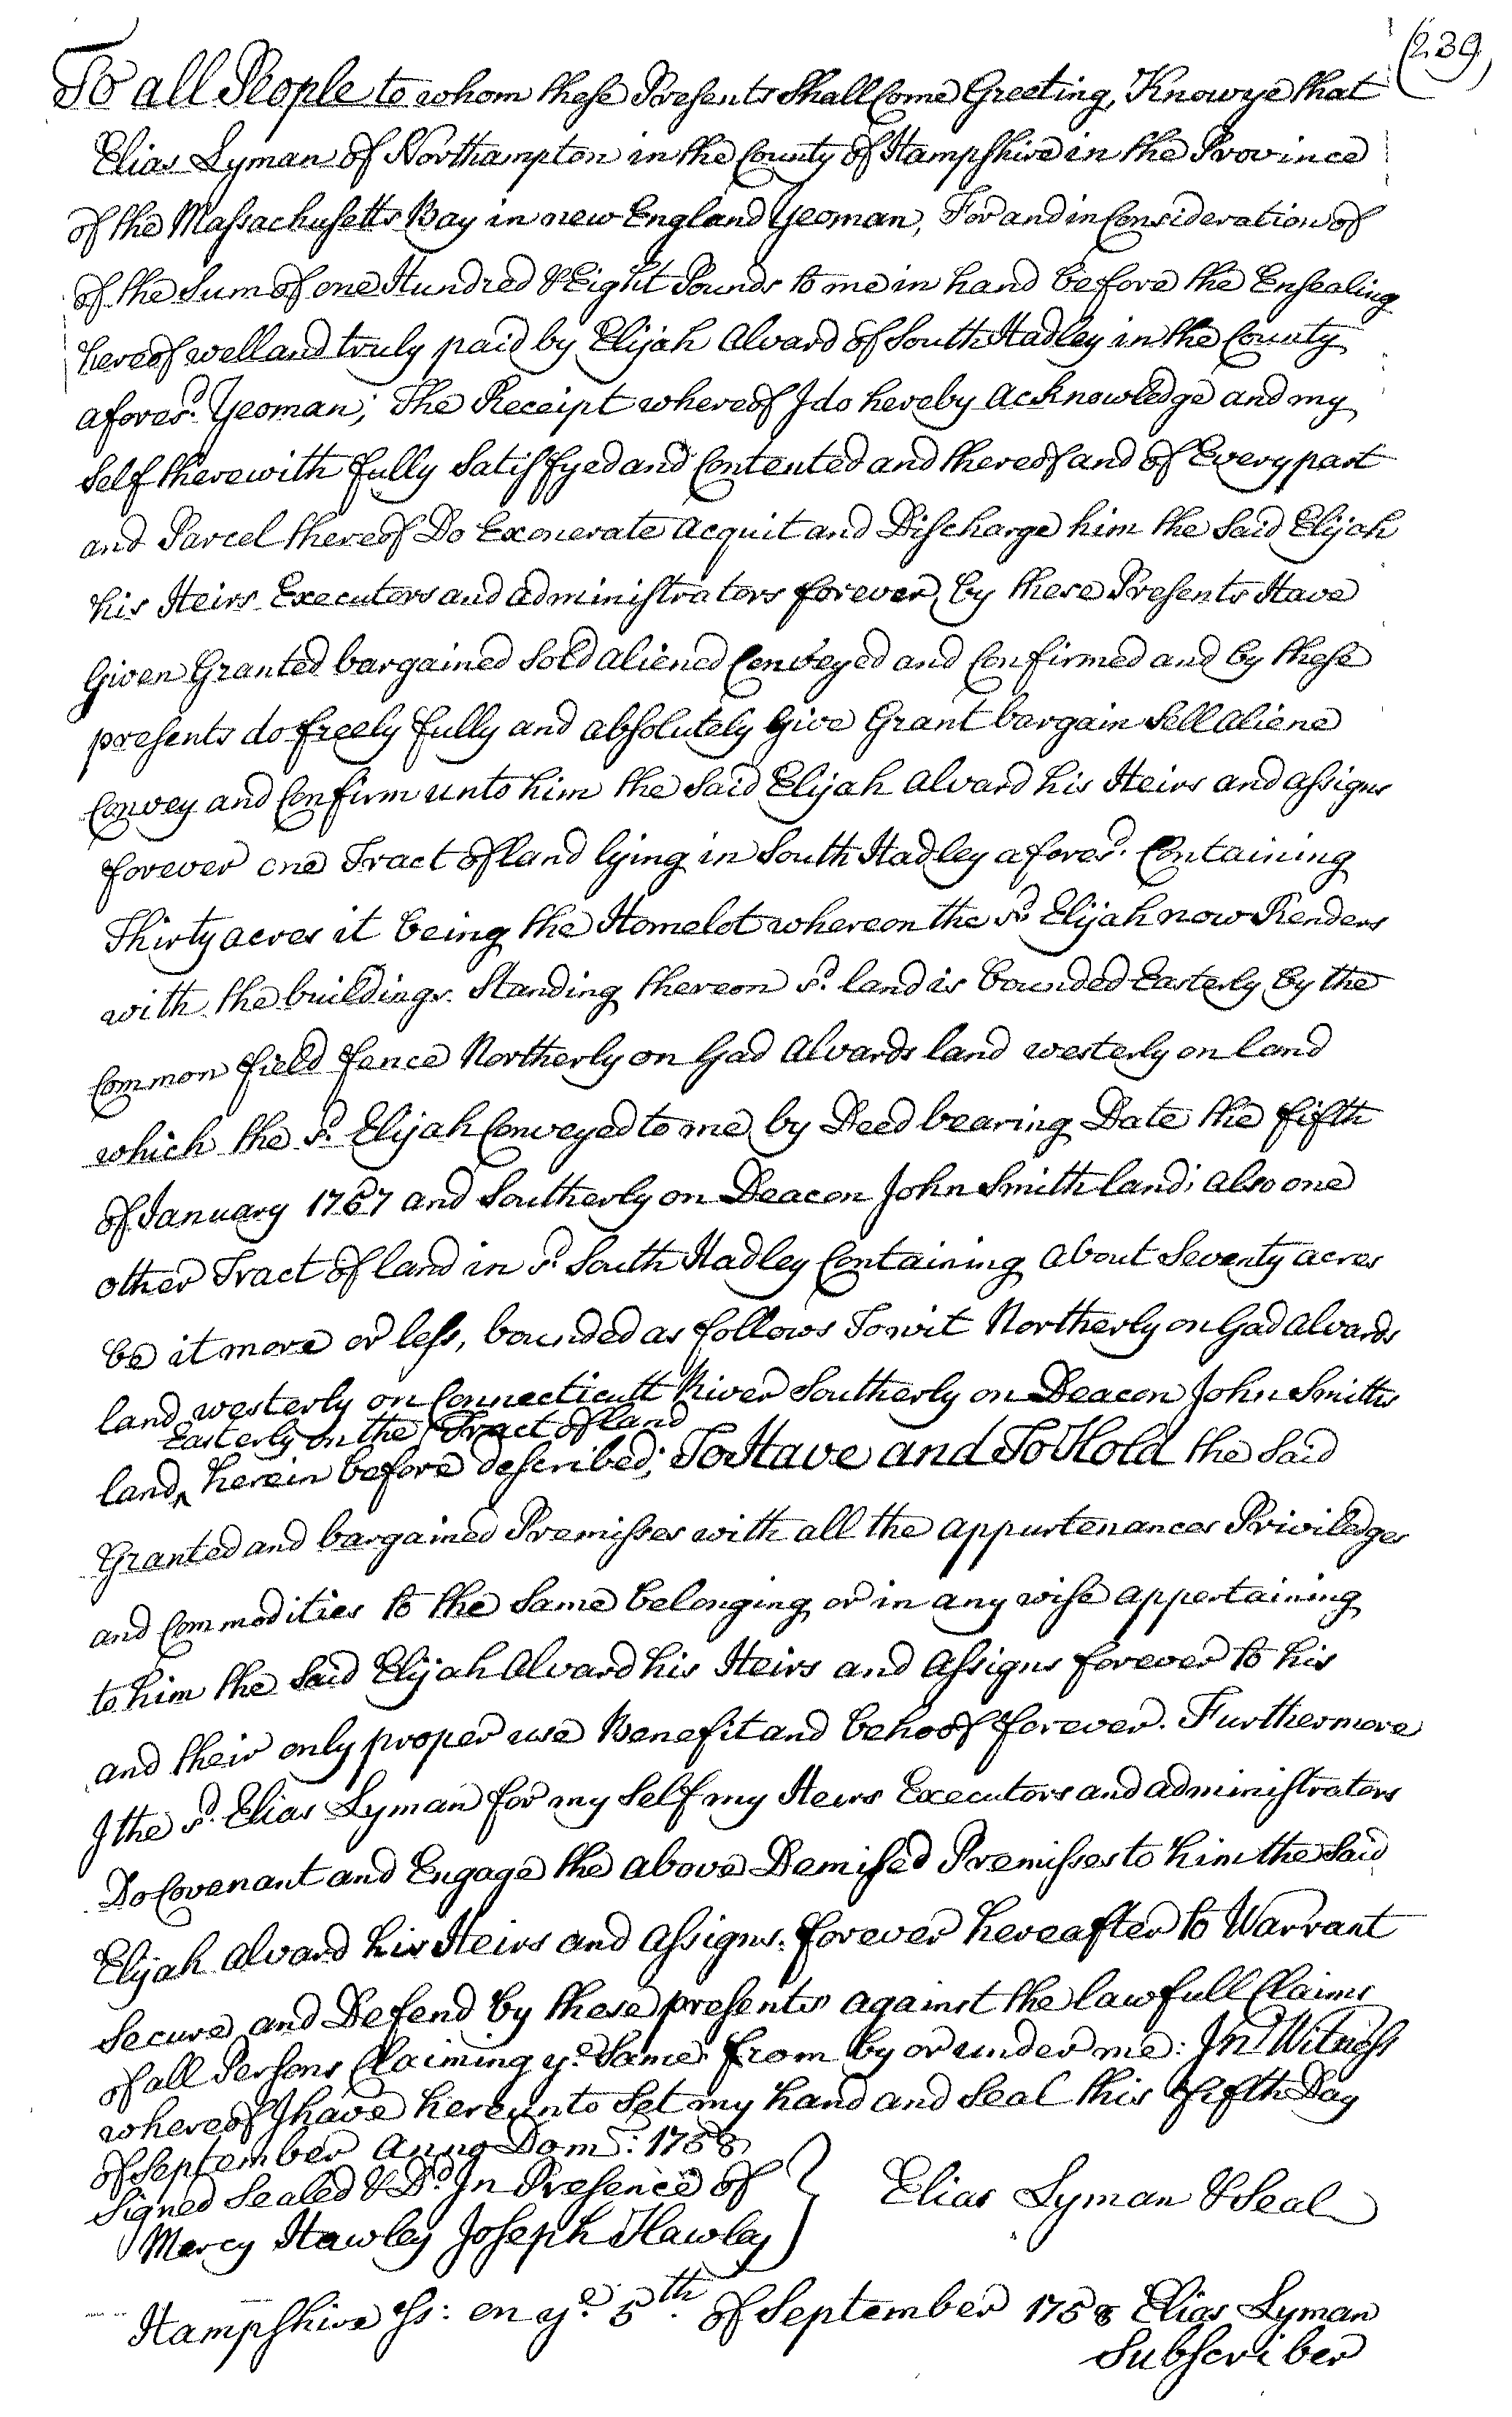 (239)
To all People to whom these Presents Shall Come Greeting, Know ye that
Elias Lyman of Northampton in the County of Hampshire in the Province
of the Massachusetts Bay in new England Yeoman, For and in Consideration of
of the Sum of one Hundred & Eight Pounds to me in hand before the Ensealing
hereof well and truly paid by Elijah Alvard of South Hadley in the County
afores.d Yeoman; The Receipt whereof I do hereby Acknowledge and my
Self therewith fully Satisfyed and Contented and thereof and of Every part
and Parcel thereof Do Exonerate acquit and Discharge him the Said Elijah
his Heirs Executors and administrators forever, by these Presents Have
Given Granted bargained Sold aliened Conveyed and Confirmed and by these
presents do freely fully and absolutely Give Grant bargain Sell aliene
Convey and Confirm unto him the Said Elijah Alvard his Heirs and assigns
forever one Tract of land lying in South Hadley afores.d Containing
Thirty acres it being the Homelot whereon the s.d Elijah now Renders
with the buildings Standing thereon s.d land is bounded Easterly by the
Common field fence Northerly on Gad Alvards land westerly on land
which the s.d Elijah Conveyed to me by Deed bearing Date the fifth
of January 1757 and Southerly on Deacon John Smith land; also one
other Tract of land in s.d South Hadley Containing about Seventy acres
be it more or less, bounded as follows Towit Northerly on Gad Alvards
land westerly on Connecticutt River Southerly on Deacon John Smiths
Easterly on the Tract of land
land ^ herein before described; To Have and To Hold the Said
Granted and bargained Premisses with all the appurtenances Priviledges
and Commodities to the Same belonging or in any wise appertaining
to him the Said Elijah Alvard his Heirs and Assigns forever to his
and their only proper use Benefit and behoof forever. Furthermore
I the s.d Elias Lyman for my Self my Heirs Executors and administrators
Do Covenant and Engage the above Demised Premisses to him the Said
Elijah Alvard his Heirs and Assigns forever hereafter to Warrant
Secure and Defend by these presents against the lawfull Claims
of all Persons Claiming y.e Same from by or under me: In Witness
whereof I have hereunto Set my hand and Seal this fifth Day
of September Anno Dom: 1758
Signed Sealed & D.d In Presence of } Elias Lyman & Seal
Mercy Hawley Joseph Hawley
Hampshire Ss: on y.e 5th of September 1758 Elias Lyman
Subscriber